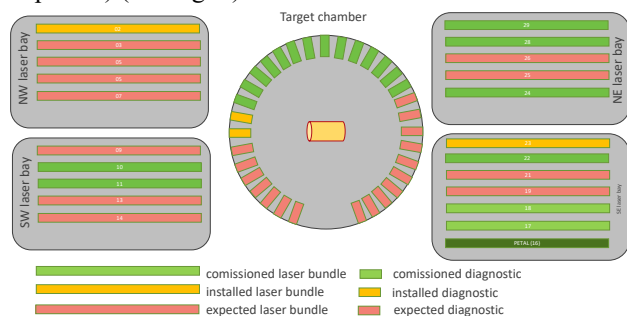 Target chamber
NW laser bay
02
03
05
05
07
SW laser bay
09
10
11
13
14
NE laser bay
29
28
26
25
24
SE laser bay
23
22
21
19
18
17
PETAL (16)
comissioned laser bundle
installed laser bundle
expected laser bundle
comissioned diagnostic
installed diagnostic
expected diagnostic